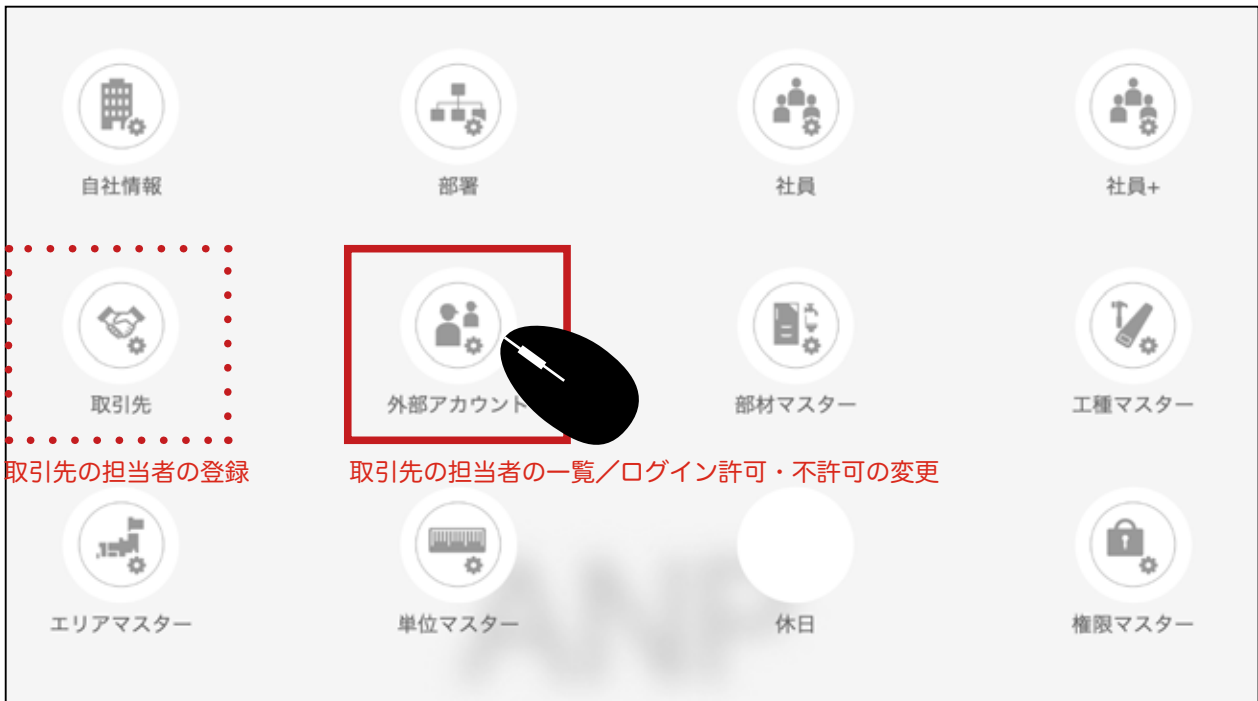 自社情報
部署
社員
社員+
取引先
外部アカウント
部材マスター
工種マスター
取引先の担当者の登録
取引先の担当者の一覧／ログイン許可・不許可の変更
エリアマスター
単位マスター
休日
権限マスター
ANP